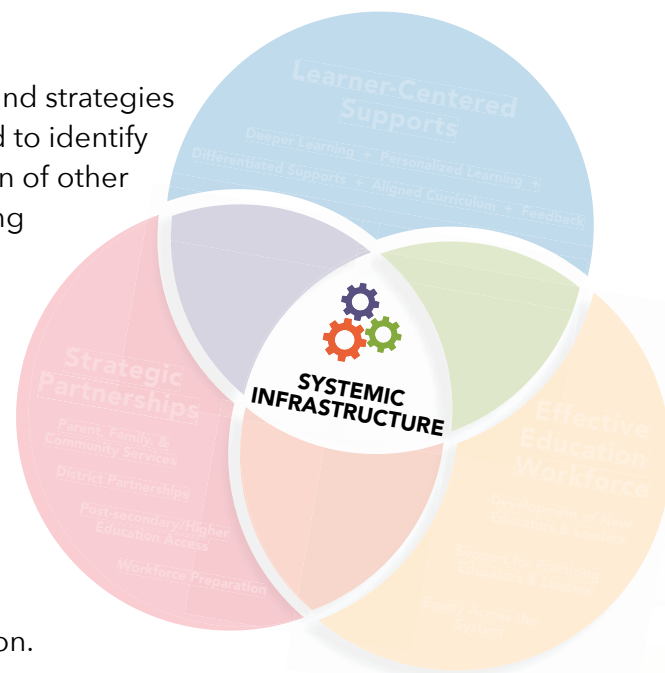 nd strategies
d to identify
n of other
ng
on.
Learner-Centered
Supports
Deeper Learning + Personalized Learning +
Differentiated Supports + Aligned Curriculum + Feedback
SYSTEMIC
INFRASTRUCTURE
Strategic
Partnerships
Parent, Family, &
Community Services
District Partnerships
Post-secondary/Higher
Education Access
Workforce Preparation
Effective
Education
Workforce
System